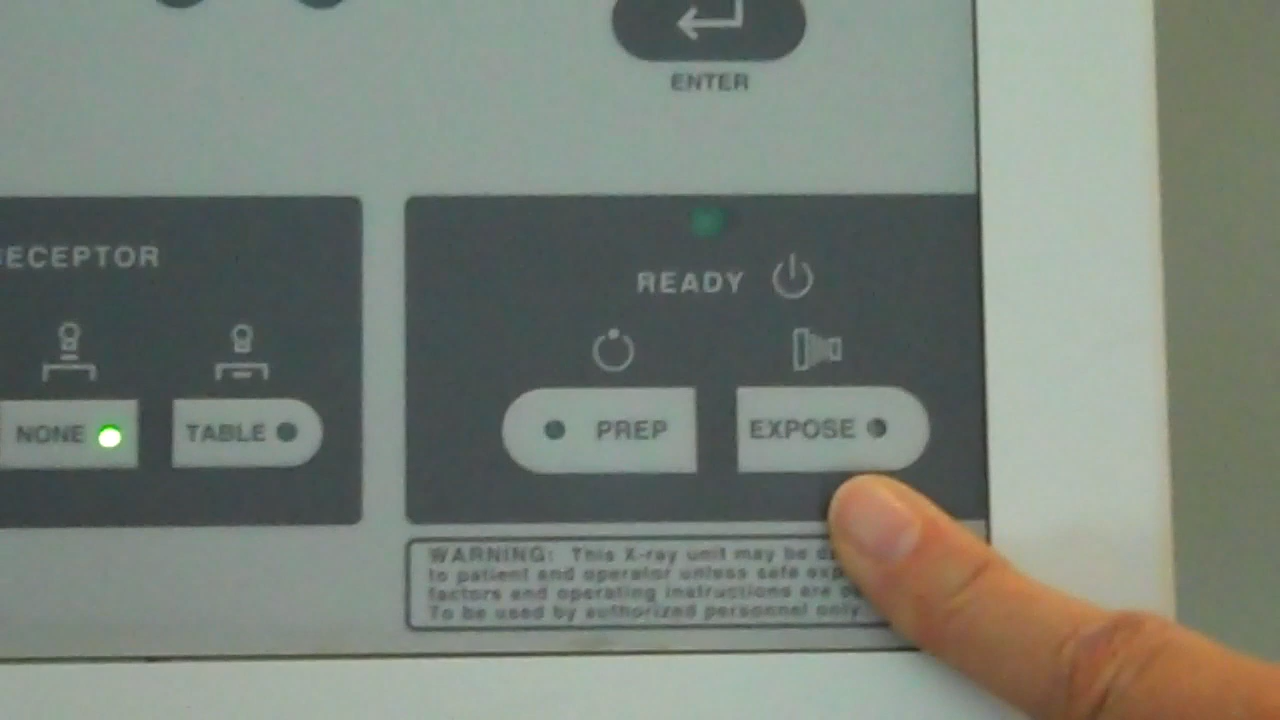 ENTER
RECEPTOR
READY
NONE
TABLE
PREP
EXPOSE
WARNING: This X-ray unit may be
to patient and operator unless safe
factors and operating instructions are
To be used by authorized personnel only